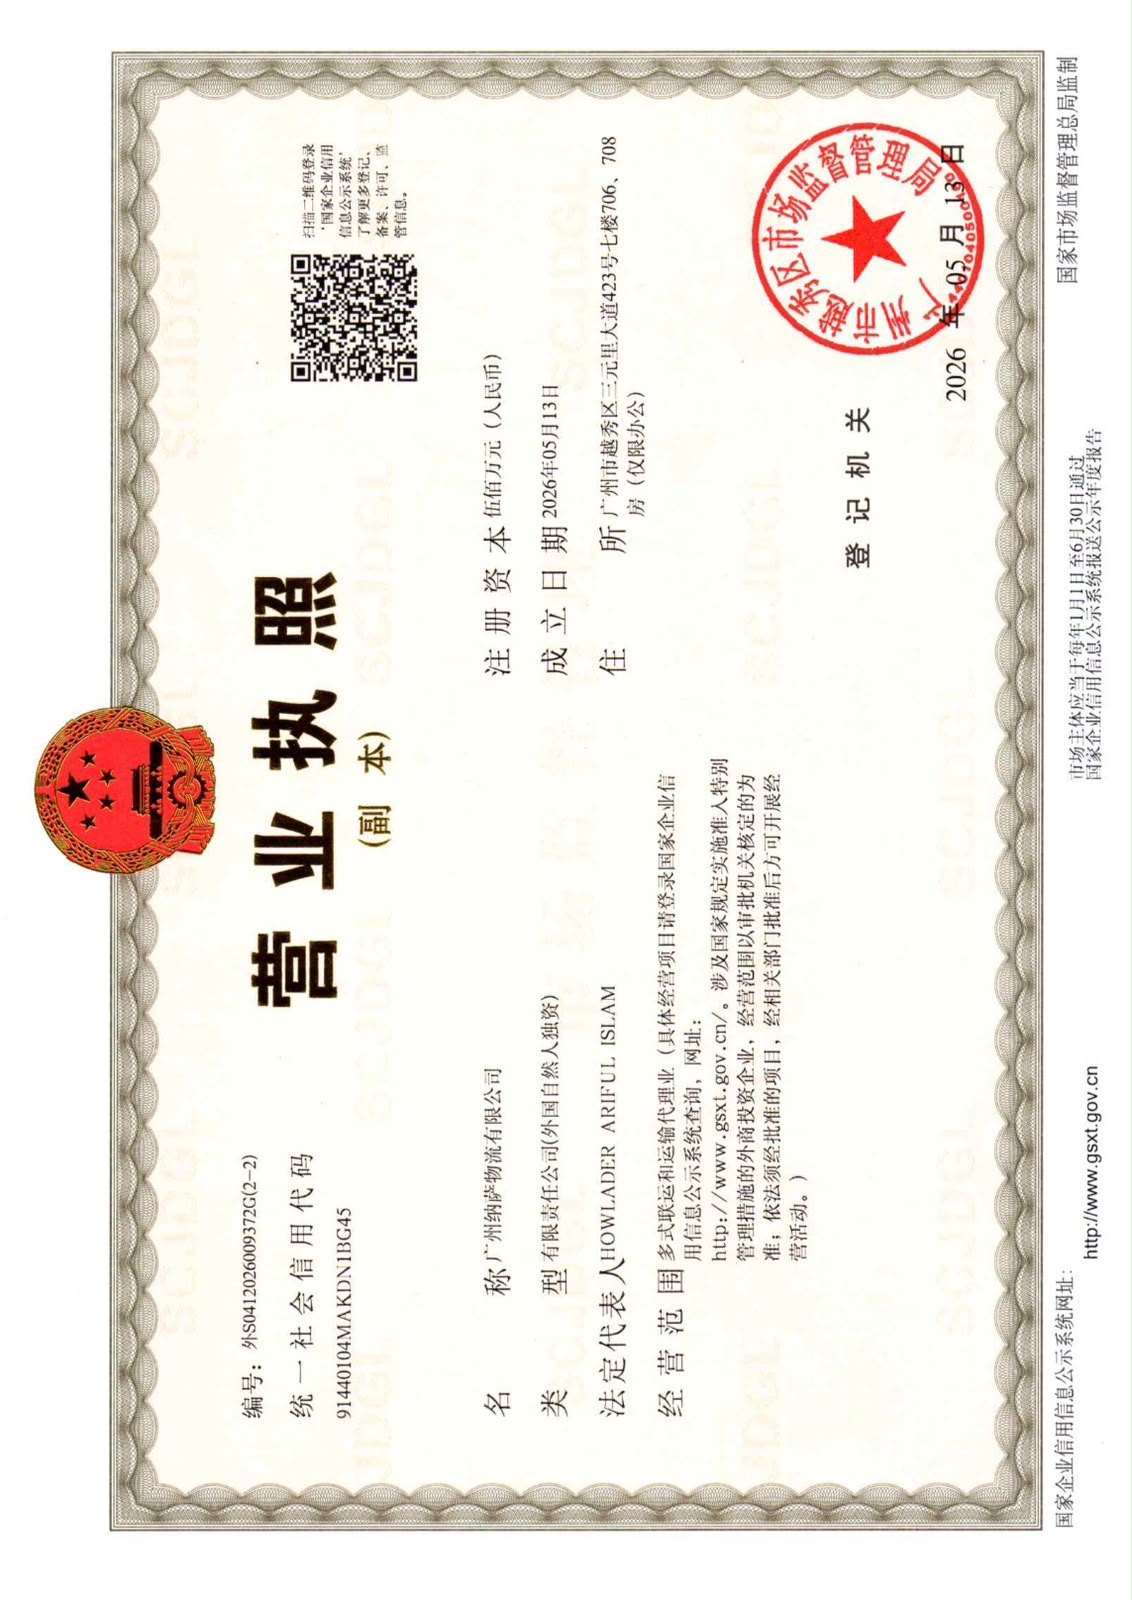 编号：外S0412026009372G(2-2)
统一社会信用代码
91440104MAKDN1BG45
营业执照
(副 本)
扫描二维码登录
‘国家企业信用
信息公示系统’
了解更多登记、
备案、许可、监
管信息。
名 称 广州纳萨物流有限公司
类 型 有限责任公司(外国自然人独资)
法定代表人 HOWLADER ARIFUL ISLAM
经营范围 多式联运和运输代理业（具体经营项目请登录国家企业信
用信息公示系统查询，网址：
http://www.gsxt.gov.cn/。涉及国家规定实施准入特别
管理措施的外商投资企业，经营范围以审批机关核定的为
准；依法须经批准的项目，经相关部门批准后方可开展经
营活动。）
注册资本 伍佰万元（人民币）
成立日期 2026年05月13日
住 所 广州市越秀区三元里大道423号七楼706、708
房（仅限办公）
登记机关
广州市越秀区市场监督管理局
2026 年 05 月 13 日
国家企业信用信息公示系统网址：
http://www.gsxt.gov.cn
市场主体应当于每年1月1日至6月30日通过
国家企业信用信息公示系统报送公示年度报告
国家市场监督管理总局监制